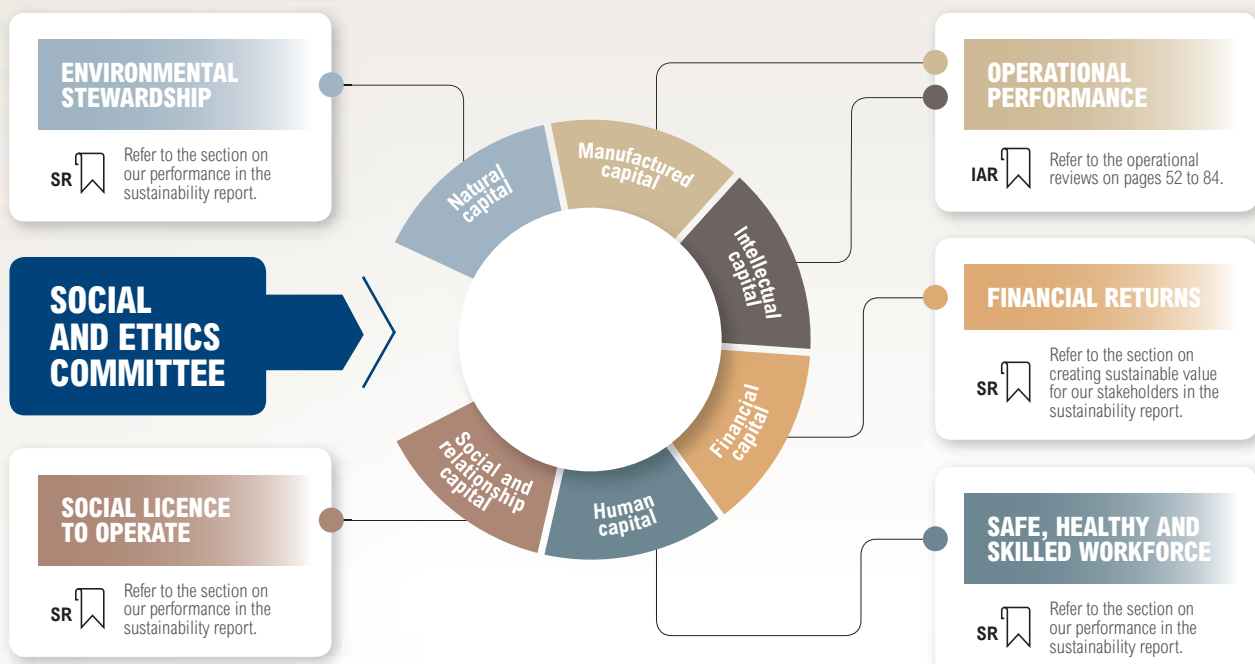 ENVIRONMENTAL
STEWARDSHIP
SR
Refer to the section on
our performance in the
sustainability report.
SOCIAL
AND ETHICS
COMMITTEE
SOCIAL LICENCE
TO OPERATE
SR
Refer to the section on
our performance in the
sustainability report.
Natural
capital
Manufactured
capital
Intellectual
capital
Financial
capital
Human
capital
Social and
relationship
capital
OPERATIONAL
PERFORMANCE
IAR
Refer to the operational
reviews on pages 52 to 84.
FINANCIAL RETURNS
SR
Refer to the section on
creating sustainable value
for our stakeholders in the
sustainability report.
SAFE, HEALTHY AND
SKILLED WORKFORCE
SR
Refer to the section on
our performance in the
sustainability report.